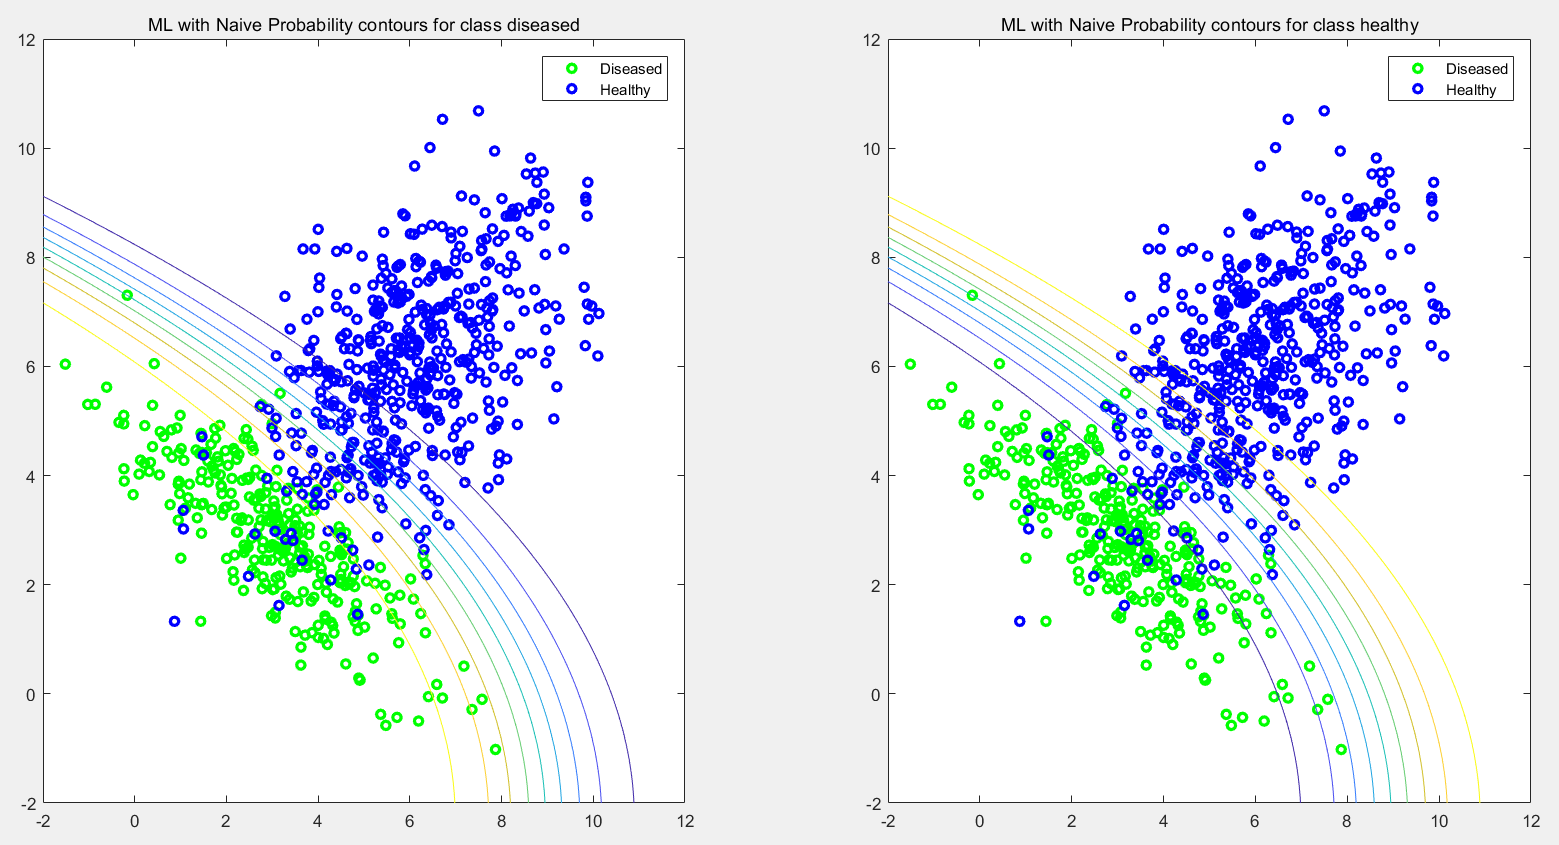 ML with Naive Probability contours for class diseased
12
10
8
6
4
2
0
-2
-2 0 2 4 6 8 10 12
Diseased
Healthy
ML with Naive Probability contours for class healthy
12
10
8
6
4
2
0
-2
-2 0 2 4 6 8 10 12
Diseased
Healthy